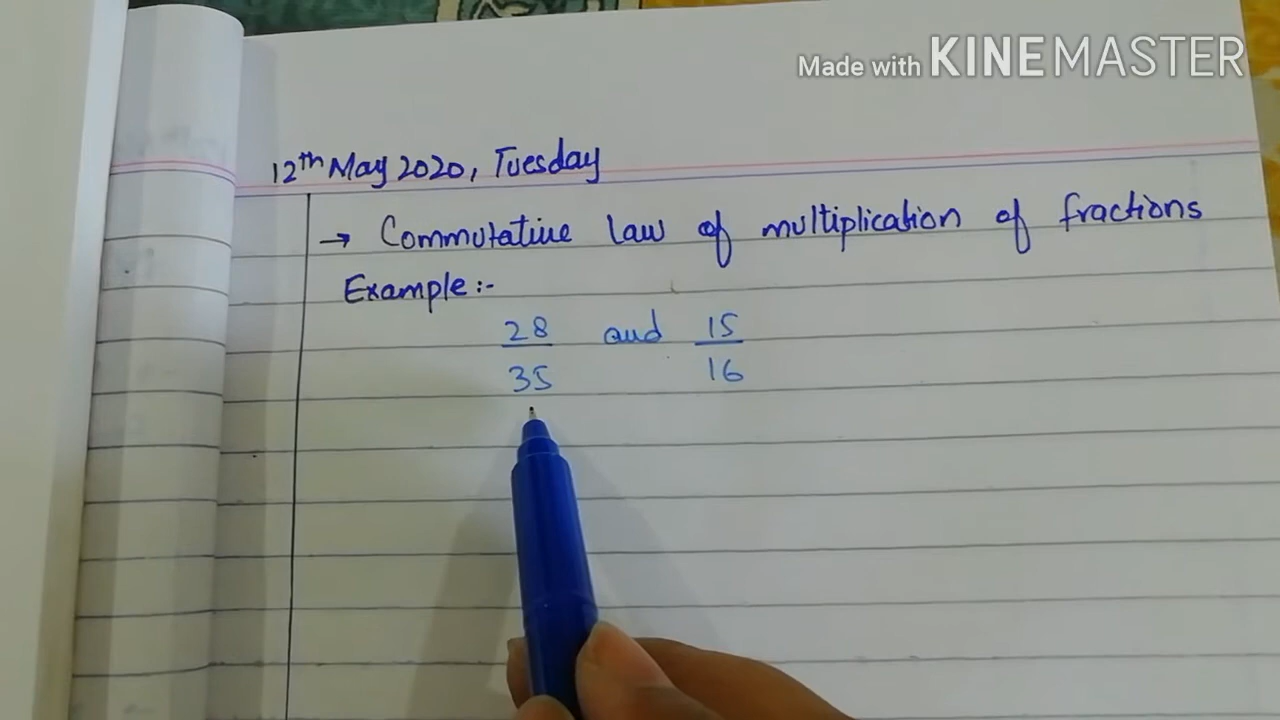 Made with KINEMASTER
12th May 2020, Tuesday
→ Commutative law of multiplication of fractions
Example:-
28/35 and 15/16